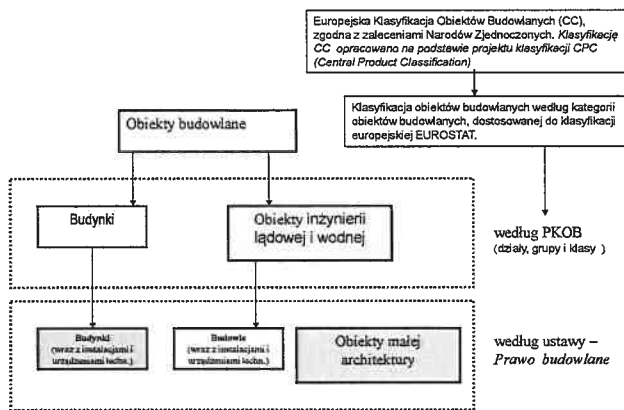 Europejska Klasyfikacja Obiektów Budowlanych (CC),
zgodna z zaleceniami Narodów Zjednoczonych. Klasyfikację
CC opracowano na podstawie projektu klasyfikacji CPC
(Central Product Classification)
Klasyfikacja obiektów budowlanych według kategorii
obiektów budowlanych, dostosowanej do klasyfikacji
europejskiej EUROSTAT.
Obiekty budowlane
Budynki
Obiekty inżynierii
lądowej i wodnej
według PKOB
(działy, grupy i klasy )
Budynki
(wraz z instalacjami i
urządzeniami techn.)
Budowle
(wraz z instalacjami i
urządzeniami techn.)
Obiekty małej
architektury
według ustawy –
Prawo budowlane